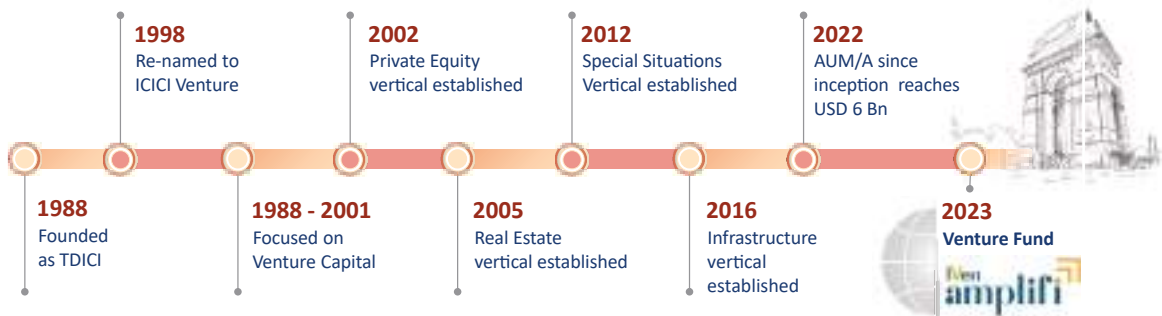 1998
Re-named to
ICICI Venture
2002
Private Equity
vertical established
2012
Special Situations
Vertical established
2022
AUM/A since
inception reaches
USD 6 Bn
1988
Founded
as TDICI
1988 - 2001
Focused on
Venture Capital
2005
Real Estate
vertical established
2016
Infrastructure
vertical
established
2023
Venture Fund
iVen
amplifi